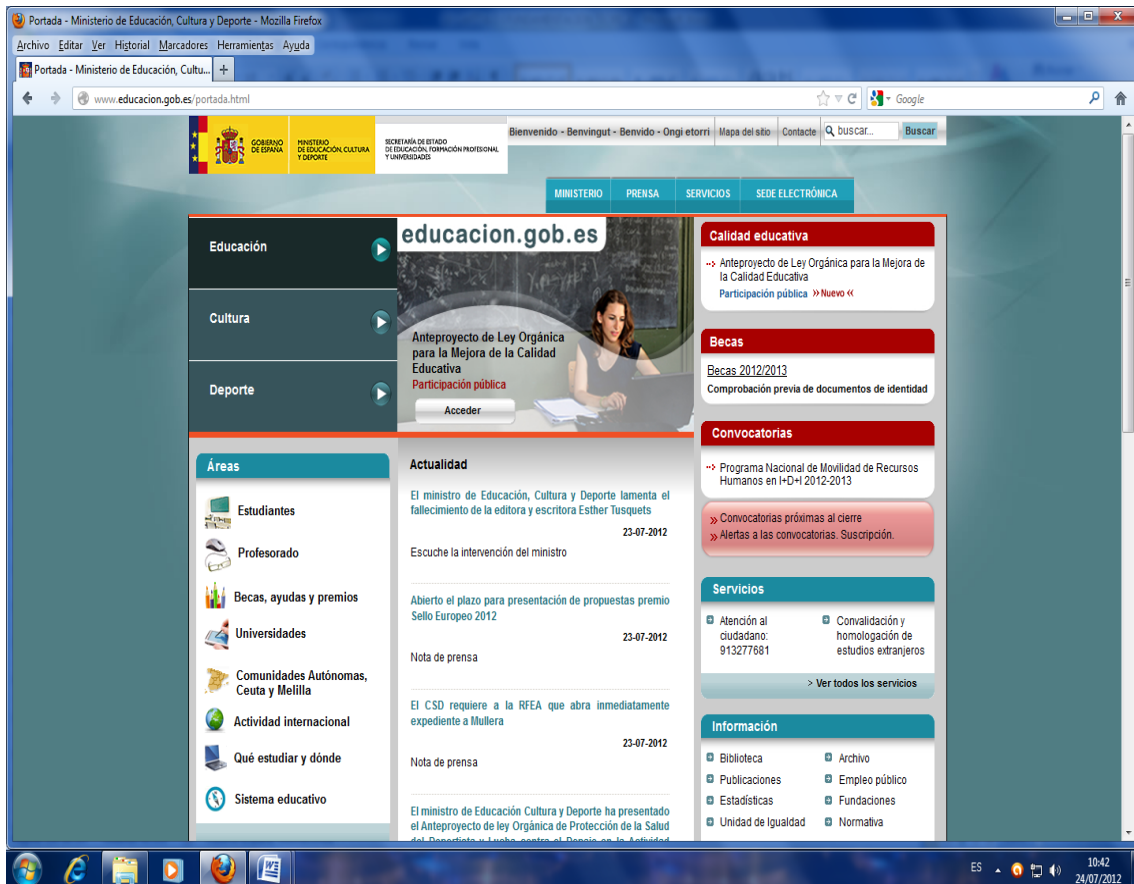 Portada - Ministerio de Educación, Cultura y Deporte - Mozilla Firefox
Archivo Editar Ver Historial Marcadores Herramientas Ayuda
Portada - Ministerio de Educación, Cultu...
www.educacion.gob.es/portada.html
Google
GOBIERNO
DE ESPAÑA
MINISTERIO
DE EDUCACIÓN, CULTURA
Y DEPORTE
SECRETARÍA DE ESTADO
DE EDUCACIÓN, FORMACIÓN PROFESIONAL
Y UNIVERSIDADES
Bienvenido - Benvingut - Benvido - Ongi etorri
Mapa del sitio
Contacte
buscar...
Buscar
MINISTERIO PRENSA SERVICIOS SEDE ELECTRÓNICA
Educación
Cultura
Deporte
educacion.gob.es
Anteproyecto de Ley Orgánica
para la Mejora de la Calidad
Educativa
Participación pública
Acceder
Áreas
Estudiantes
Profesorado
Becas, ayudas y premios
Universidades
Comunidades Autónomas,
Ceuta y Melilla
Actividad internacional
Qué estudiar y dónde
Sistema educativo
Actualidad
El ministro de Educación, Cultura y Deporte lamenta el
fallecimiento de la editora y escritora Esther Tusquets
23-07-2012
Escuche la intervención del ministro
Abierto el plazo para presentación de propuestas premio
Sello Europeo 2012
23-07-2012
Nota de prensa
El CSD requiere a la RFEA que abra inmediatamente
expediente a Mullera
23-07-2012
Nota de prensa
El ministro de Educación Cultura y Deporte ha presentado
el Anteproyecto de ley Orgánica de Protección de la Salud
del Deportista y Lucha contra el Dopaje en la Actividad
Calidad educativa
Anteproyecto de Ley Orgánica para la Mejora de
la Calidad Educativa
Participación pública »Nuevo «
Becas
Becas 2012/2013
Comprobación previa de documentos de identidad
Convocatorias
Programa Nacional de Movilidad de Recursos
Humanos en I+D+I 2012-2013
» Convocatorias próximas al cierre
» Alertas a las convocatorias. Suscripción.
Servicios
Atención al
ciudadano:
913277681
Convalidación y
homologación de
estudios extranjeros
> Ver todos los servicios
Información
Biblioteca
Publicaciones
Estadísticas
Unidad de Igualdad
Archivo
Empleo público
Fundaciones
Normativa
ES
10:42
24/07/2012